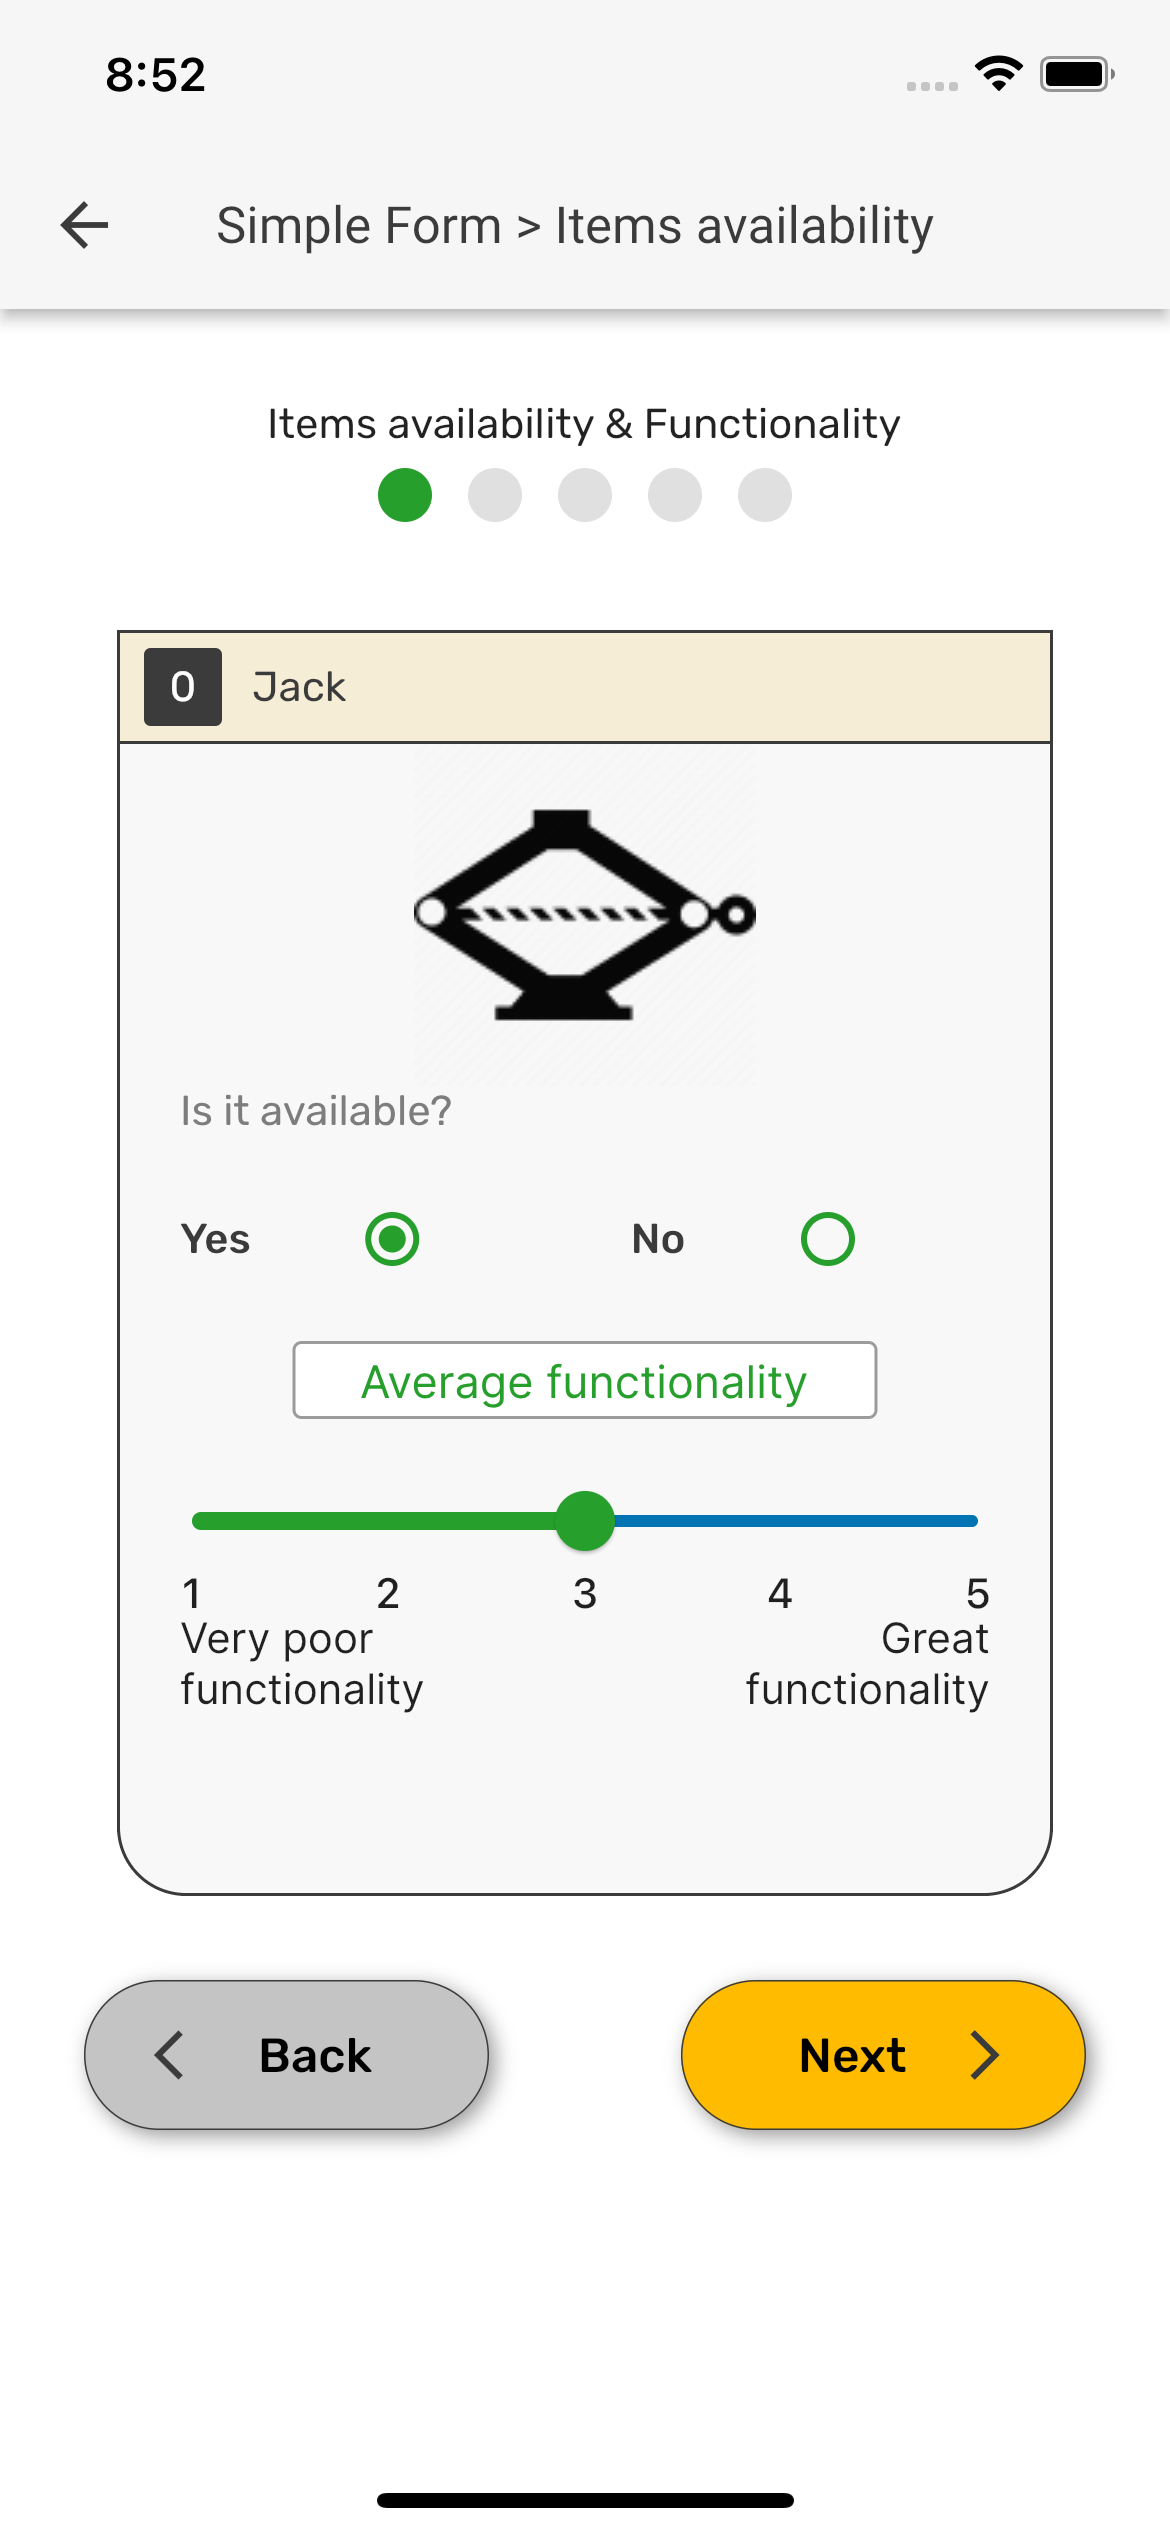 8:52
Simple Form > Items availability
Items availability & Functionality
0 Jack
Is it available?
Yes No
Average functionality
1 2 3 4 5
Very poor functionality
Great functionality
Back Next